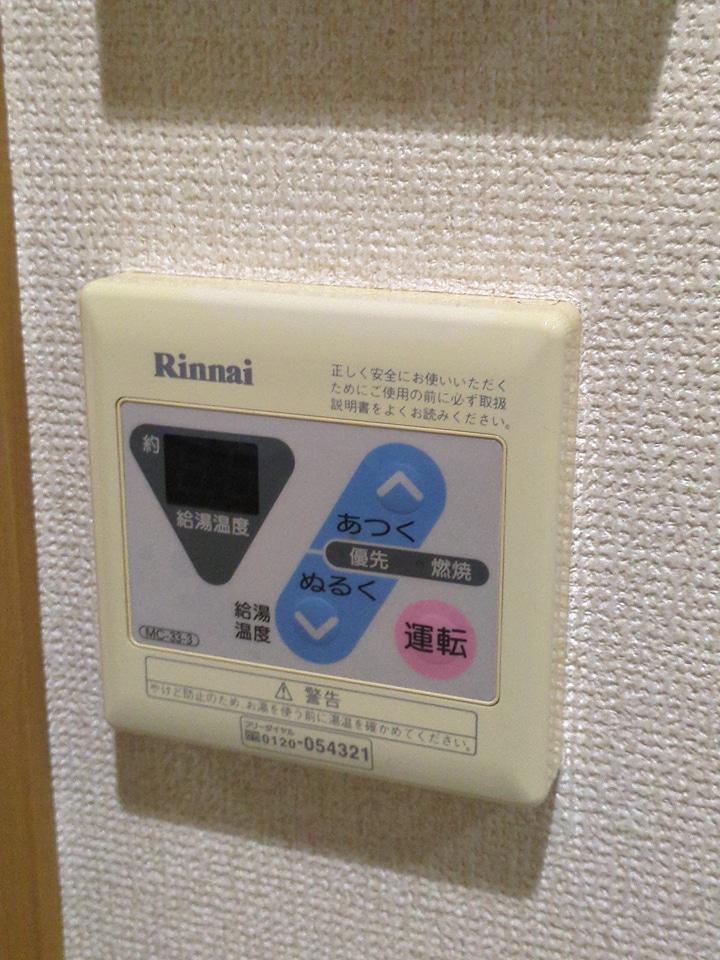 Rinnai
正しく安全にお使いいただく
ためにご使用の前に必ず取扱
説明書をよくお読みください。
約
給湯温度
あつく
優先 燃焼
ぬるく
給湯
温度
運転
MC-33-3
⚠ 警告
やけど防止のため、お湯を使う前に湯温を確かめてください。
フリーダイヤル
0120-054321